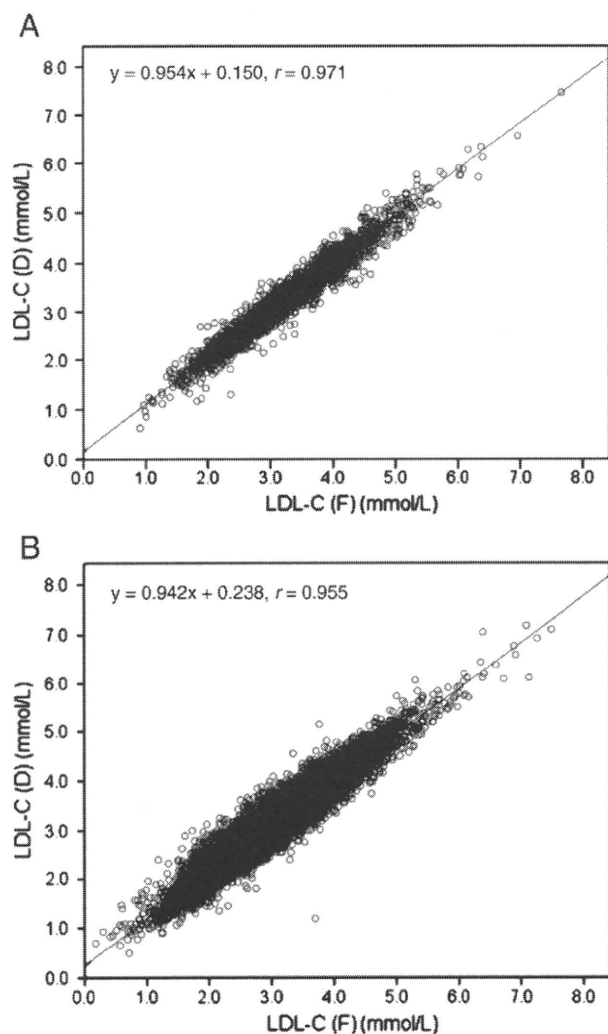 A
y = 0.954x + 0.150, r = 0.971
8.0
7.0
6.0
5.0
4.0
3.0
2.0
1.0
0.0
LDL-C (D) (mmol/L)
0.0 1.0 2.0 3.0 4.0 5.0 6.0 7.0 8.0
LDL-C (F) (mmol/L)
B
y = 0.942x + 0.238, r = 0.955
8.0
7.0
6.0
5.0
4.0
3.0
2.0
1.0
0.0
LDL-C (D) (mmol/L)
0.0 1.0 2.0 3.0 4.0 5.0 6.0 7.0 8.0
LDL-C (F) (mmol/L)